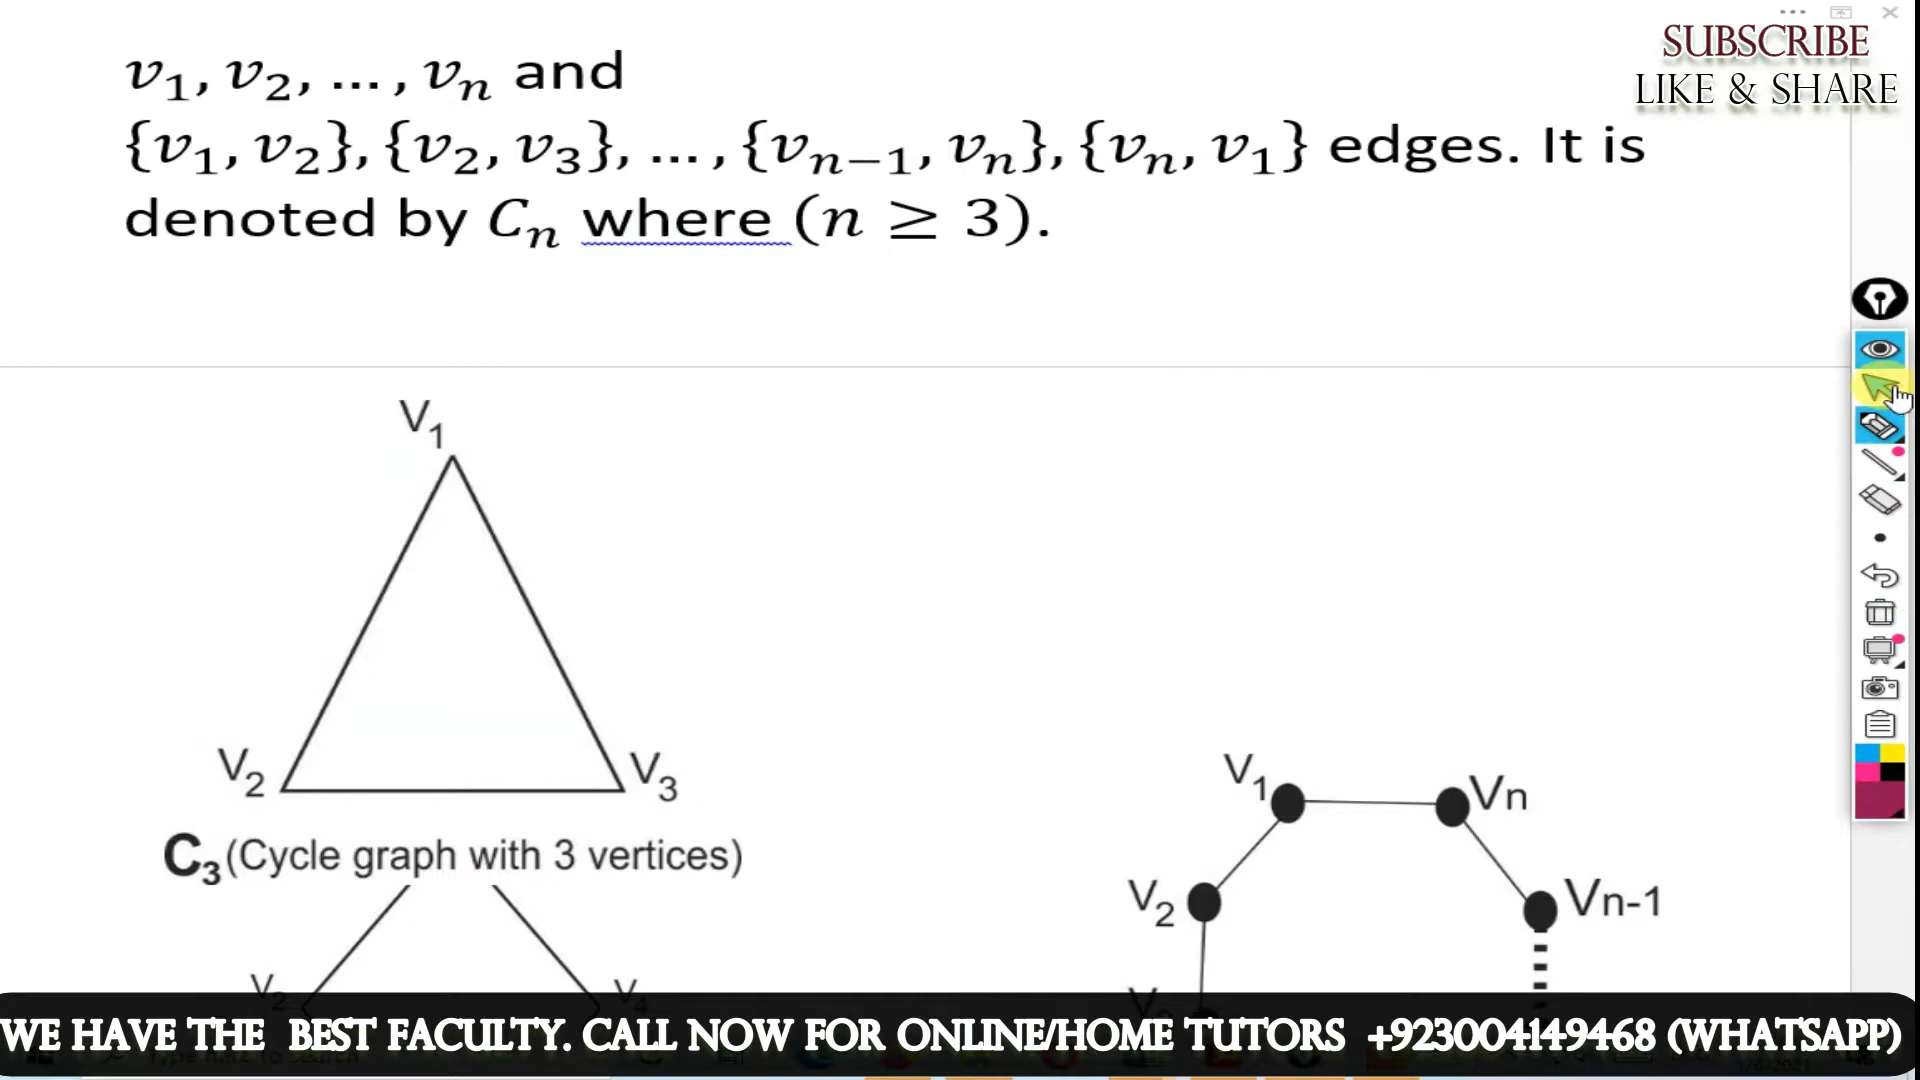 SUBSCRIBE
LIKE & SHARE
v₁, v₂, ..., vₙ and
{v₁, v₂}, {v₂, v₃}, ..., {vₙ₋₁, vₙ}, {vₙ, v₁} edges. It is
denoted by Cₙ where (n ≥ 3).
V₁
V₂
V₃
C₃(Cycle graph with 3 vertices)
V₁
Vn
V₂
Vn-1
V₂
V₄
WE HAVE THE BEST FACULTY. CALL NOW FOR ONLINE/HOME TUTORS +923004149468 (WHATSAPP)